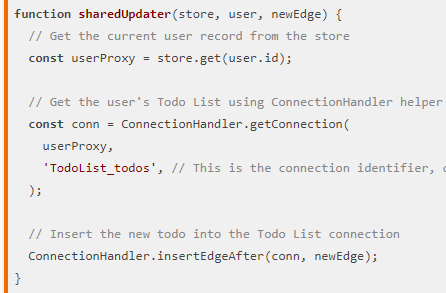 function sharedUpdater(store, user, newEdge) {
// Get the current user record from the store
const userProxy = store.get(user.id);
// Get the user's Todo List using ConnectionHandler helper
const conn = ConnectionHandler.getConnection(
userProxy,
'TodoList_todos', // This is the connection identifier,
);
// Insert the new todo into the Todo List connection
ConnectionHandler.insertEdgeAfter(conn, newEdge);
}